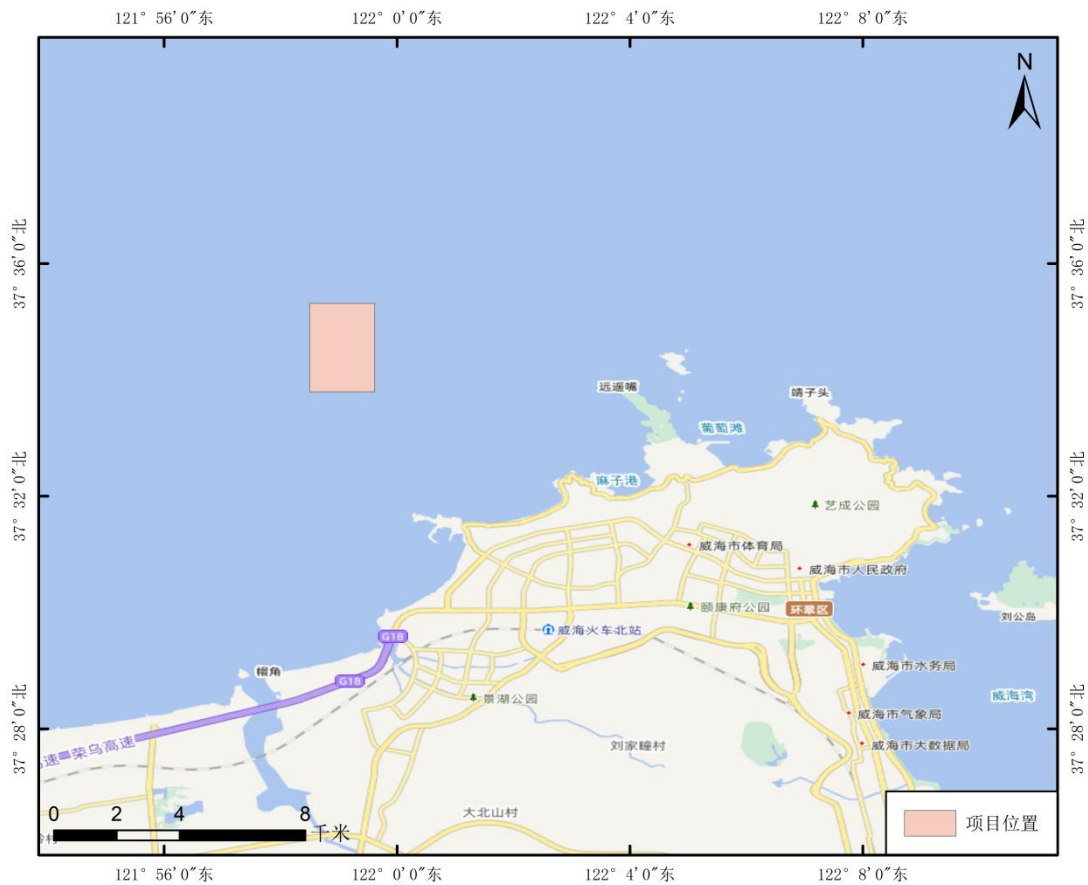 121° 56′0″东
122° 0′0″东
122° 4′0″东
122° 8′0″东
N
37° 36′0″北
37° 36′0″北
远遥嘴
靖子头
葡萄滩
麻子港
37° 32′0″北
37° 32′0″北
艺成公园
威海市体育局
威海市人民政府
颐康府公园
环翠区
刘公岛
威海火车北站
G18
帽角
G18
威海市水务局
景湖公园
威海湾
威海市气象局
37° 28′0″北
37° 28′0″北
速
荣乌高速
刘家疃村
威海市大数据局
大北山村
0 2 4 8
千米
村
项目位置
121° 56′0″东
122° 0′0″东
122° 4′0″东
122° 8′0″东